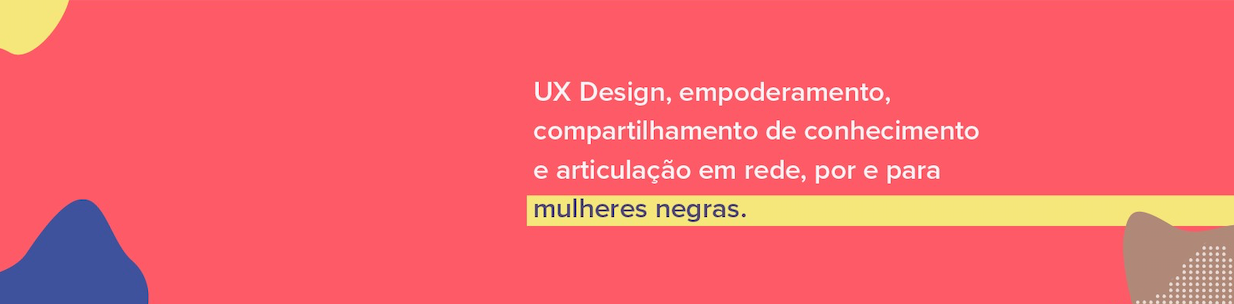 UX Design, empoderamento,
compartilhamento de conhecimento
e articulação em rede, por e para
mulheres negras.